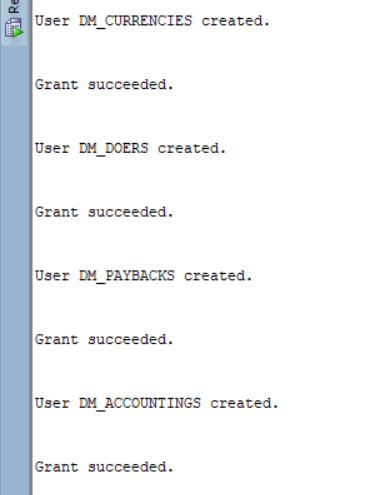 Re
User DM_CURRENCIES created.
Grant succeeded.
User DM_DOERS created.
Grant succeeded.
User DM_PAYBACKS created.
Grant succeeded.
User DM_ACCOUNTINGS created.
Grant succeeded.